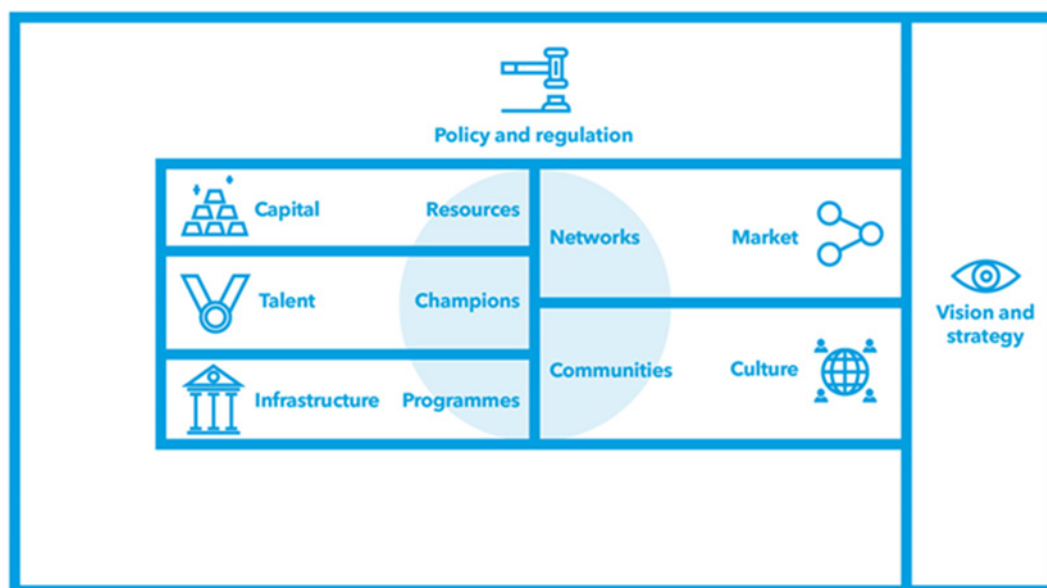 Policy and regulation
Capital Resources
Talent Champions
Infrastructure Programmes
Networks Market
Communities Culture
Vision and
strategy